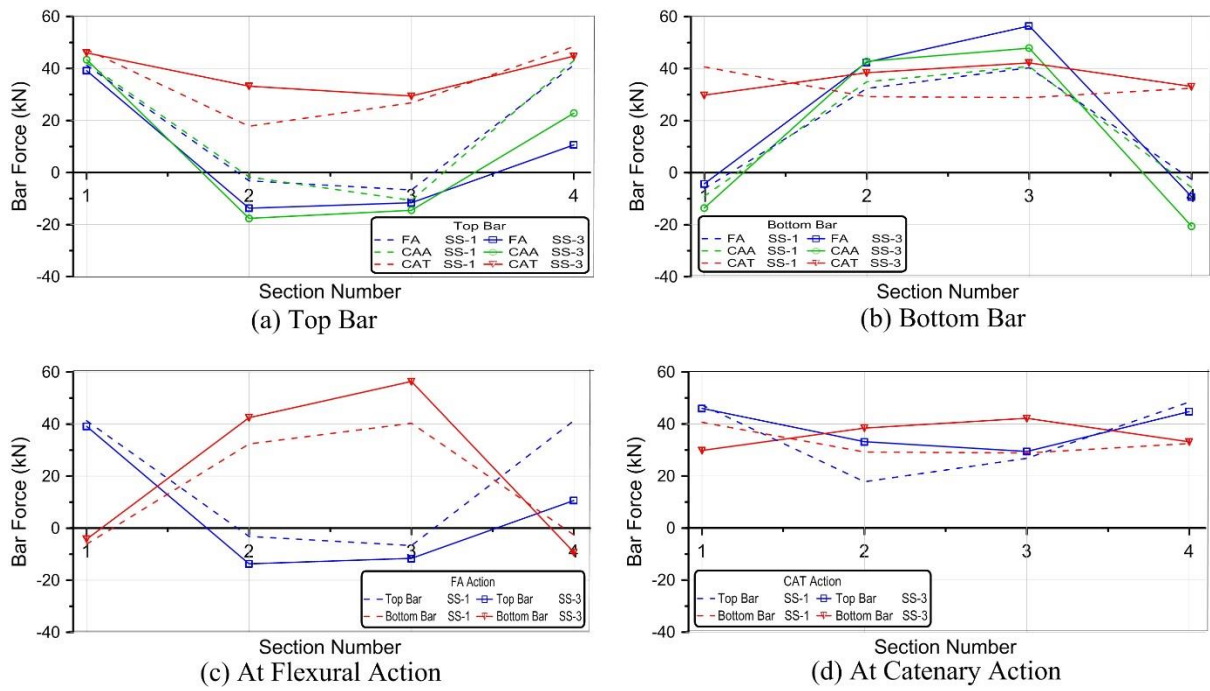 60
40
20
0
-20
-40
Bar Force (kN)
1
2
3
4
Top Bar
FA SS-1 FA SS-3
CAA SS-1 CAA SS-3
CAT SS-1 CAT SS-3
Section Number
(a) Top Bar
60
40
20
0
-20
-40
Bar Force (kN)
1
2
3
4
Bottom Bar
FA SS-1 FA SS-3
CAA SS-1 CAA SS-3
CAT SS-1 CAT SS-3
Section Number
(b) Bottom Bar
60
40
20
0
-20
-40
Bar Force (kN)
1
2
3
4
FA Action
Top Bar SS-1 Top Bar SS-3
Bottom Bar SS-1 Bottom Bar SS-3
Section Number
(c) At Flexural Action
60
40
20
0
-20
-40
Bar Force (kN)
1
2
3
4
CAT Action
Top Bar SS-1 Top Bar SS-3
Bottom Bar SS-1 Bottom Bar SS-3
Section Number
(d) At Catenary Action